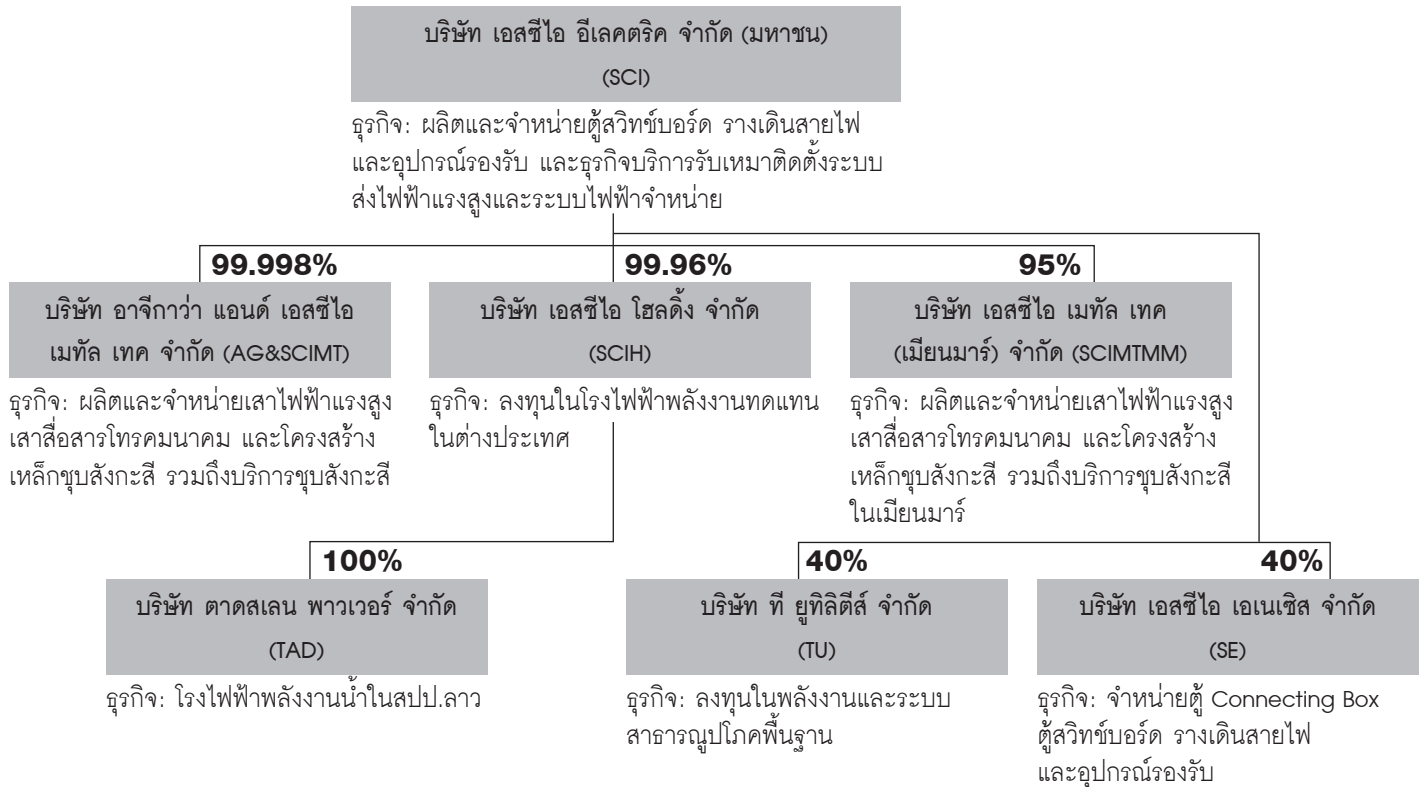 บริษัท เอสซีไอ อีเลคตริค จำกัด (มหาชน)
(SCI)
ธุรกิจ: ผลิตและจำหน่ายตู้สวิทช์บอร์ด รางเดินสายไฟ
และอุปกรณ์รองรับ และธุรกิจบริการรับเหมาติดตั้งระบบ
ส่งไฟฟ้าแรงสูงและระบบไฟฟ้าจำหน่าย
99.998%
บริษัท อาจีกาว่า แอนด์ เอสซีไอ
เมทัล เทค จำกัด (AG&SCIMT)
ธุรกิจ: ผลิตและจำหน่ายเสาไฟฟ้าแรงสูง
เสาสื่อสารโทรคมนาคม และโครงสร้าง
เหล็กชุบสังกะสี รวมถึงบริการชุบสังกะสี
99.96%
บริษัท เอสซีไอ โฮลดิ้ง จำกัด
(SCIH)
ธุรกิจ: ลงทุนในโรงไฟฟ้าพลังงานทดแทน
ในต่างประเทศ
95%
บริษัท เอสซีไอ เมทัล เทค
(เมียนมาร์) จำกัด (SCIMTMM)
ธุรกิจ: ผลิตและจำหน่ายเสาไฟฟ้าแรงสูง
เสาสื่อสารโทรคมนาคม และโครงสร้าง
เหล็กชุบสังกะสี รวมถึงบริการชุบสังกะสี
ในเมียนมาร์
100%
บริษัท ตาดสเลน พาวเวอร์ จำกัด
(TAD)
ธุรกิจ: โรงไฟฟ้าพลังงานน้ำในสปป.ลาว
40%
บริษัท ที ยูทิลิตีส์ จำกัด
(TU)
ธุรกิจ: ลงทุนในพลังงานและระบบ
สาธารณูปโภคพื้นฐาน
40%
บริษัท เอสซีไอ เอเนเซิส จำกัด
(SE)
ธุรกิจ: จำหน่ายตู้ Connecting Box
ตู้สวิทช์บอร์ด รางเดินสายไฟ
และอุปกรณ์รองรับ